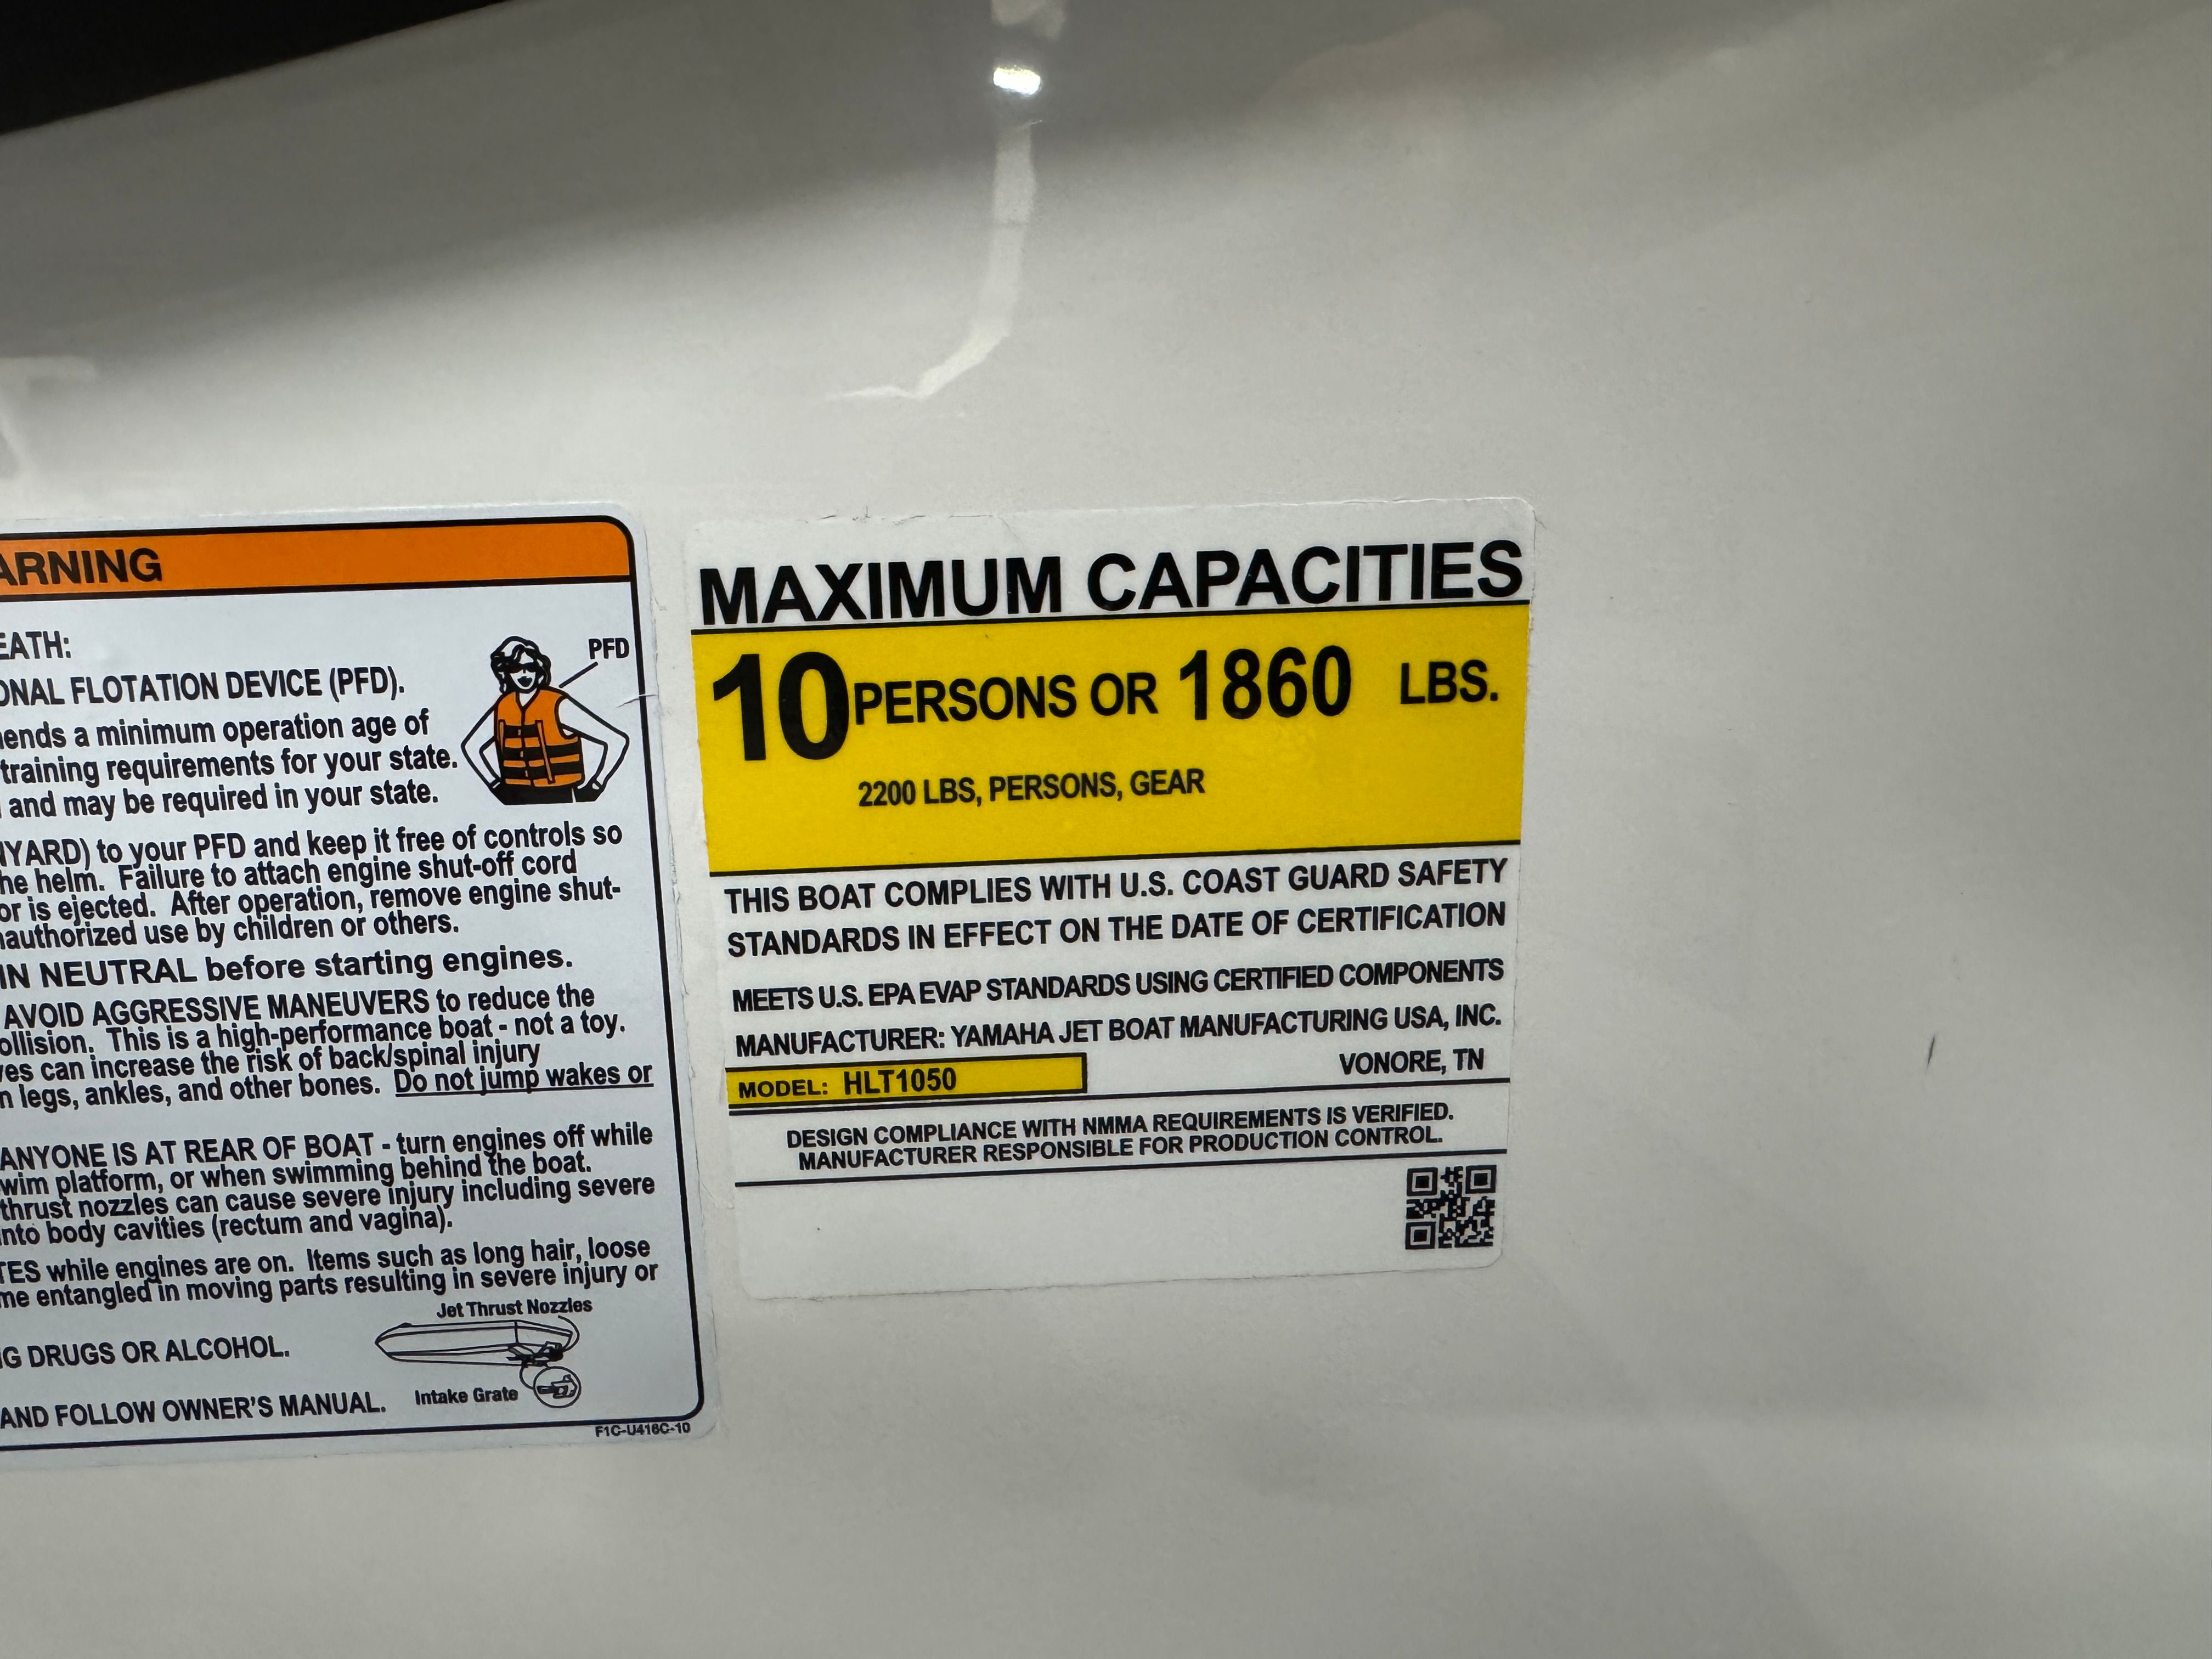 ARNING
EATH:
PFD
ONAL FLOTATION DEVICE (PFD).
ends a minimum operation age of
training requirements for your state.
and may be required in your state.
NYARD) to your PFD and keep it free of controls so
he helm. Failure to attach engine shut-off cord
or is ejected. After operation, remove engine shut-
nauthorized use by children or others.
IN NEUTRAL before starting engines.
AVOID AGGRESSIVE MANEUVERS to reduce the
ollision. This is a high-performance boat - not a toy.
ves can increase the risk of back/spinal injury
n legs, ankles, and other bones. Do not jump wakes or
ANYONE IS AT REAR OF BOAT - turn engines off while
wim platform, or when swimming behind the boat.
thrust nozzles can cause severe injury including severe
nto body cavities (rectum and vagina).
TES while engines are on. Items such as long hair, loose
me entangled in moving parts resulting in severe injury or
Jet Thrust Nozzles
G DRUGS OR ALCOHOL.
Intake Grate
AND FOLLOW OWNER'S MANUAL.
F1C-U416C-10
MAXIMUM CAPACITIES
10 PERSONS OR 1860 LBS.
2200 LBS, PERSONS, GEAR
THIS BOAT COMPLIES WITH U.S. COAST GUARD SAFETY
STANDARDS IN EFFECT ON THE DATE OF CERTIFICATION
MEETS U.S. EPA EVAP STANDARDS USING CERTIFIED COMPONENTS
MANUFACTURER: YAMAHA JET BOAT MANUFACTURING USA, INC.
VONORE, TN
MODEL: HLT1050
DESIGN COMPLIANCE WITH NMMA REQUIREMENTS IS VERIFIED.
MANUFACTURER RESPONSIBLE FOR PRODUCTION CONTROL.